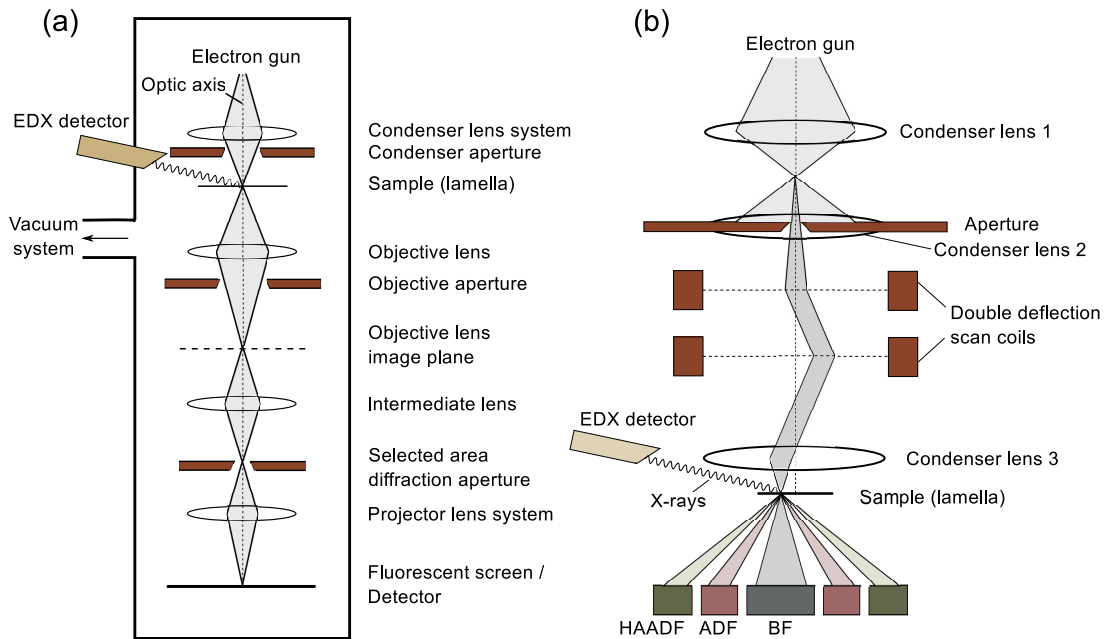 (a)
Electron gun
Optic axis
EDX detector
Condenser lens system
Condenser aperture
Sample (lamella)
Vacuum
system
Objective lens
Objective aperture
Objective lens
image plane
Intermediate lens
Selected area
diffraction aperture
Projector lens system
Fluorescent screen /
Detector
(b)
Electron gun
Condenser lens 1
Aperture
Condenser lens 2
Double deflection
scan coils
EDX detector
Condenser lens 3
X-rays
Sample (lamella)
HAADF
ADF
BF